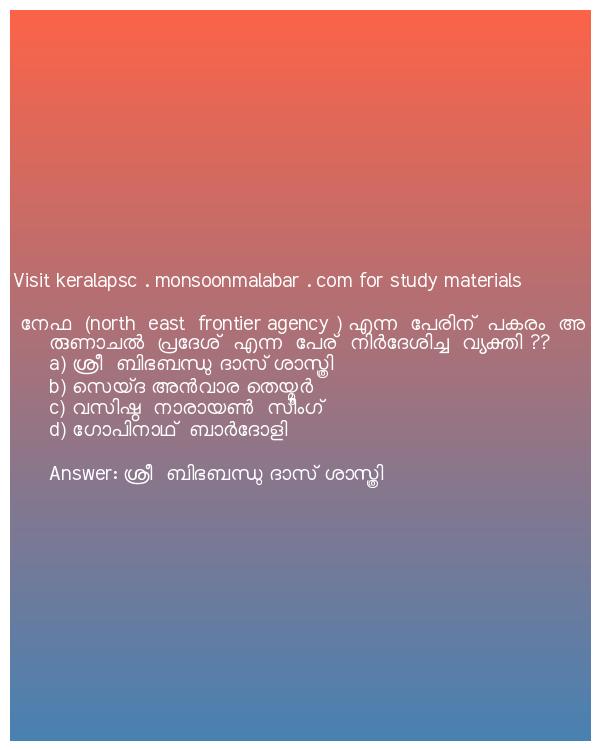 Visit keralapsc . monsoonmalabar . com for study materials
നേഫ (north east frontier agency ) എന്ന പേരിന് പകരം അ
രുണാചൽ പ്രദേശ് എന്ന പേര് നിർദേശിച്ച വ്യക്തി ??
a) ശ്രീ ബിഭബന്ധു ദാസ് ശാസ്ത്രി
b) സെയ്ദ അൻവാര തെയ്മൂർ
c) വസിഷ്ഠ നാരായൺ സിംഗ്
d) ഗോപിനാഥ് ബാർദോളി
Answer: ശ്രീ ബിഭബന്ധു ദാസ് ശാസ്ത്രി